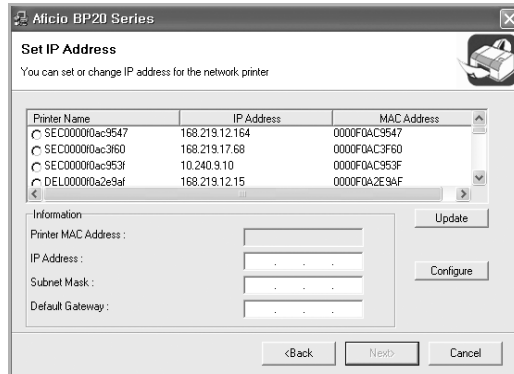 Aficio BP20 Series
Set IP Address
You can set or change IP address for the network printer
Printer Name IP Address MAC Address
SEC0000f0ac9547 168.219.12.164 0000F0AC9547
SEC0000f0ac3f60 168.219.17.68 0000F0AC3F60
SEC0000f0ac953f 10.240.9.10 0000F0AC953F
DEL0000f0a2e9af 168.219.12.15 0000F0A2E9AF
Information
Printer MAC Address :
IP Address : . . .
Subnet Mask : . . .
Default Gateway : . . .
Update
Configure
<Back Next> Cancel